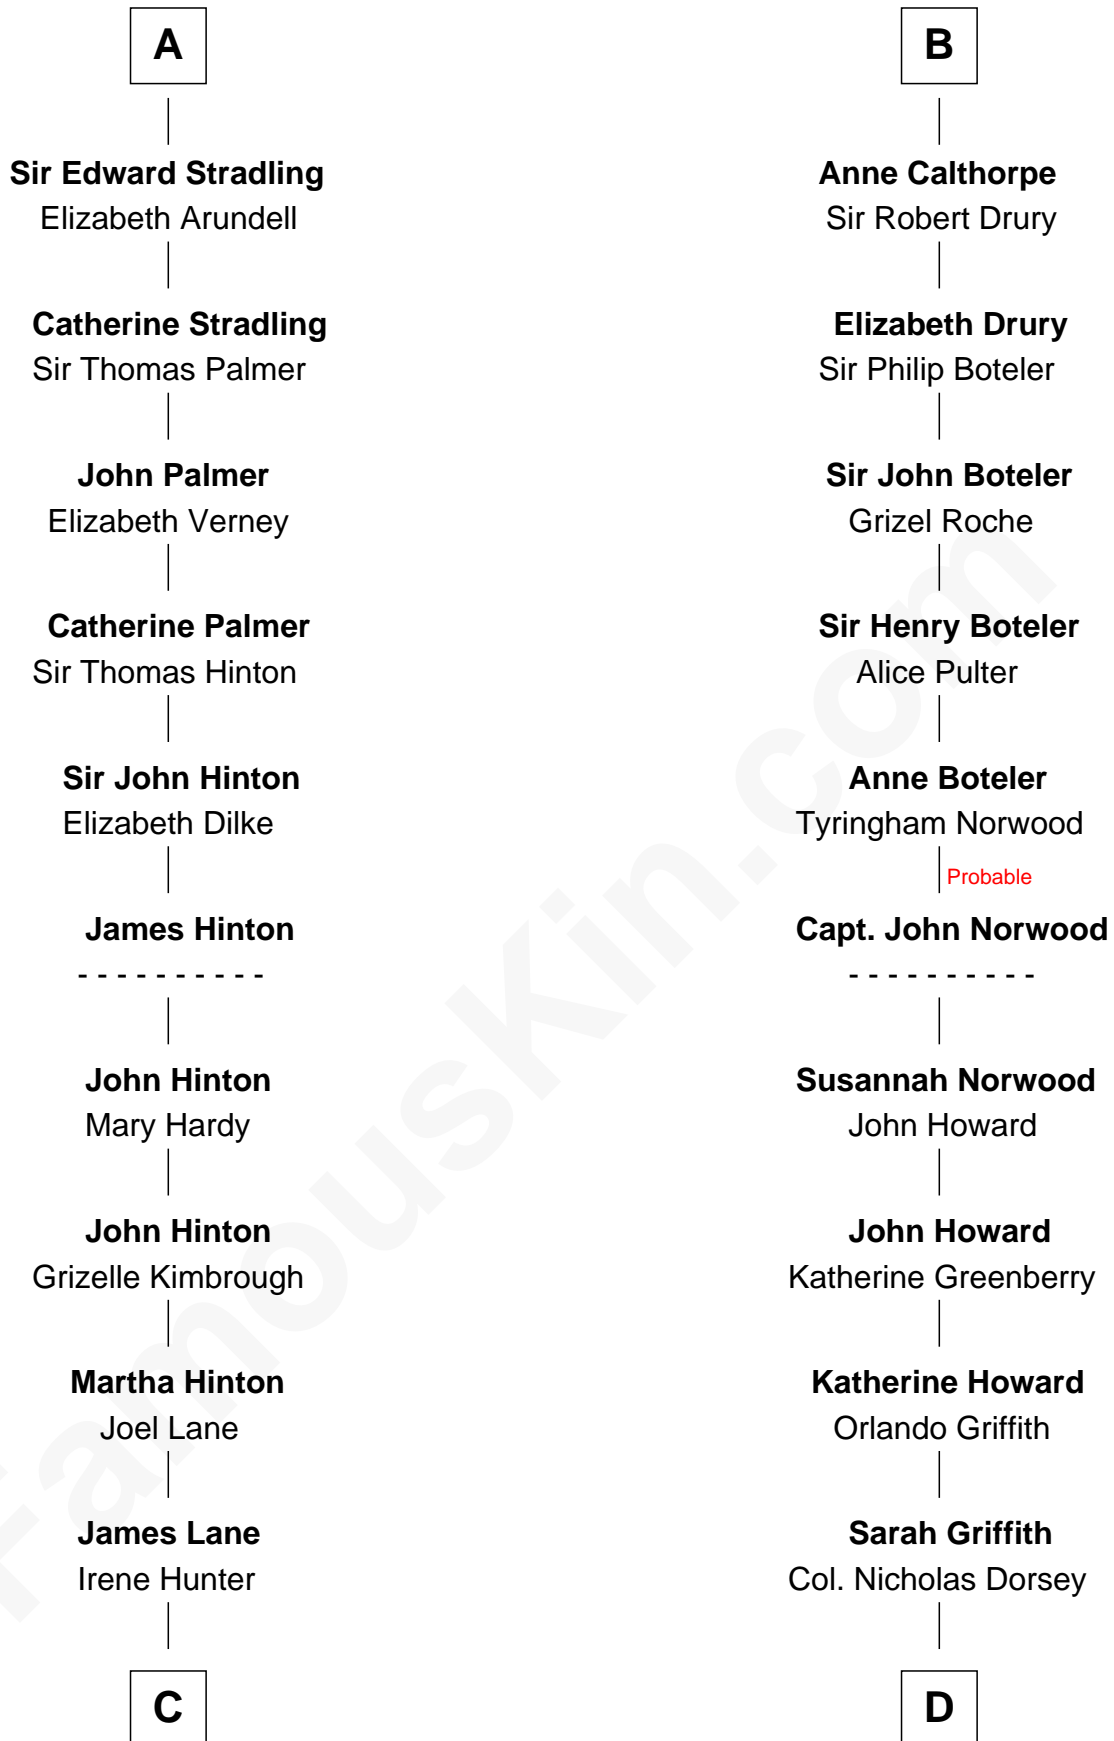 A
Sir Edward Stradling
Elizabeth Arundell
Catherine Stradling
Sir Thomas Palmer
John Palmer
Elizabeth Verney
Catherine Palmer
Sir Thomas Hinton
Sir John Hinton
Elizabeth Dilke
James Hinton
- - - - - - - - - -
John Hinton
Mary Hardy
John Hinton
Grizelle Kimbrough
Martha Hinton
Joel Lane
James Lane
Irene Hunter
C
B
Anne Calthorpe
Sir Robert Drury
Elizabeth Drury
Sir Philip Boteler
Sir John Boteler
Grizel Roche
Sir Henry Boteler
Alice Pulter
Anne Boteler
Tyringham Norwood
Probable
Capt. John Norwood
- - - - - - - - - -
Susannah Norwood
John Howard
John Howard
Katherine Greenberry
Katherine Howard
Orlando Griffith
Sarah Griffith
Col. Nicholas Dorsey
D
FamousKin.com